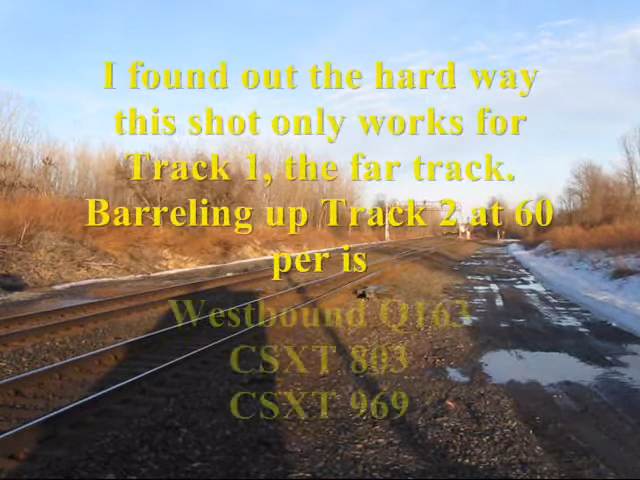 I found out the hard way
this shot only works for
Track 1, the far track.
Barreling up Track 2 at 60
per is
Westbound Q163
CSXT 803
CSXT 969